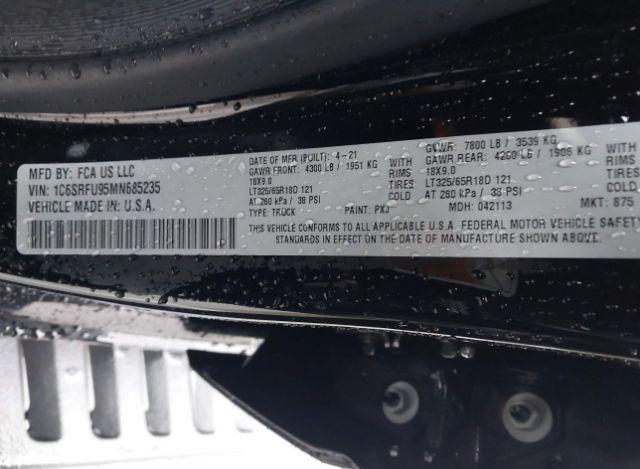 MFD BY: FCA US LLC
VIN: 1C6SRFU95MN685235
VEHICLE MADE IN: U.S.A.
DATE OF MFR (BUILT): 4-21
GAWR FRONT: 4300 LB / 1951 KG WITH
18X9.0 RIMS
LT325/65R18D 121 TIRES
AT 260 kPa / 38 PSI COLD
TYPE: TRUCK PAINT: PXJ
GVWR: 7800 LB / 3539 KG
GAWR REAR: 4200 LB / 1906 KG WITH
18X9.0 RIMS
LT325/65R18D 121 TIRES
AT 260 kPa / 38 PSI COLD
MDH: 042113 MKT: 875
THIS VEHICLE CONFORMS TO ALL APPLICABLE U.S.A. FEDERAL MOTOR VEHICLE SAFETY
STANDARDS IN EFFECT ON THE DATE OF MANUFACTURE SHOWN ABOVE.